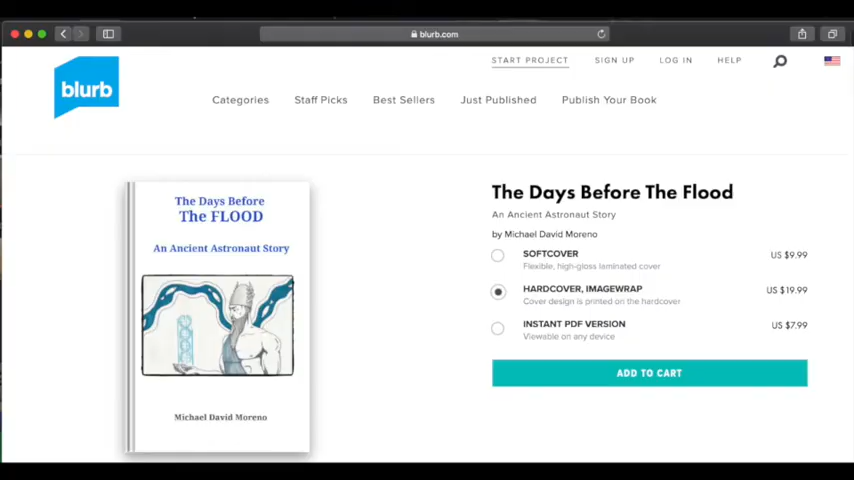 blurb.com
START PROJECT
SIGN UP
LOG IN
HELP
blurb
Categories
Staff Picks
Best Sellers
Just Published
Publish Your Book
The Days Before
The FLOOD
An Ancient Astronaut Story
Michael David Moreno
The Days Before The Flood
An Ancient Astronaut Story
by Michael David Moreno
SOFTCOVER US $9.99
Flexible, high-gloss laminated cover
HARDCOVER, IMAGEWRAP US $19.99
Cover design is printed on the hardcover
INSTANT PDF VERSION US $7.99
Viewable on any device
ADD TO CART